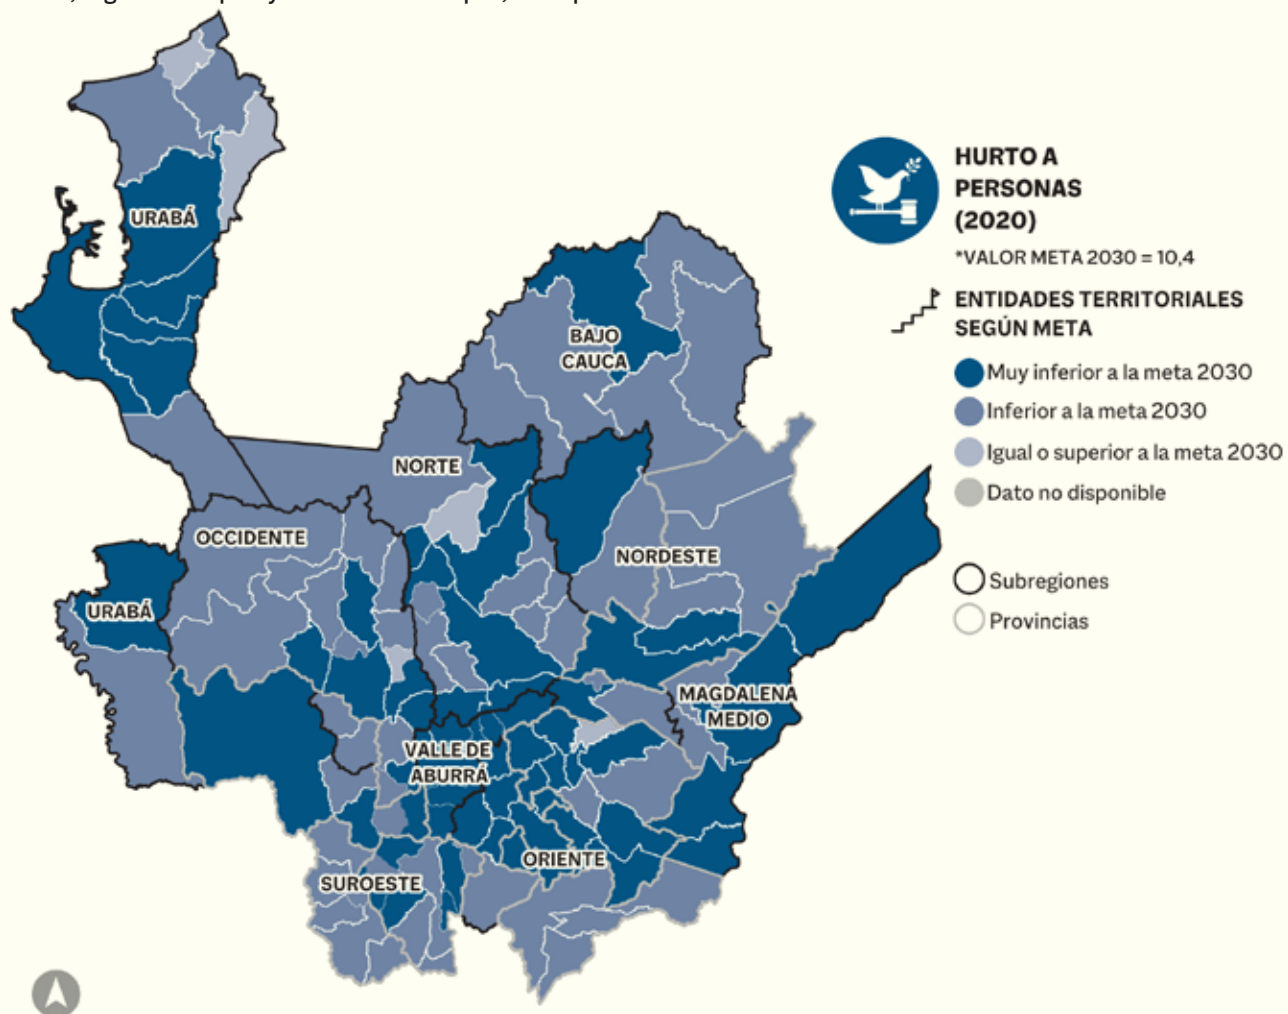 URABÁ
BAJO
CAUCA
NORTE
OCCIDENTE
NORDESTE
URABÁ
MAGDALENA
MEDIO
VALLE DE
ABURRÁ
ORIENTE
SUROESTE
HURTO A
PERSONAS
(2020)
*VALOR META 2030 = 10,4
ENTIDADES TERRITORIALES
SEGÚN META
Muy inferior a la meta 2030
Inferior a la meta 2030
Igual o superior a la meta 2030
Dato no disponible
Subregiones
Provincias